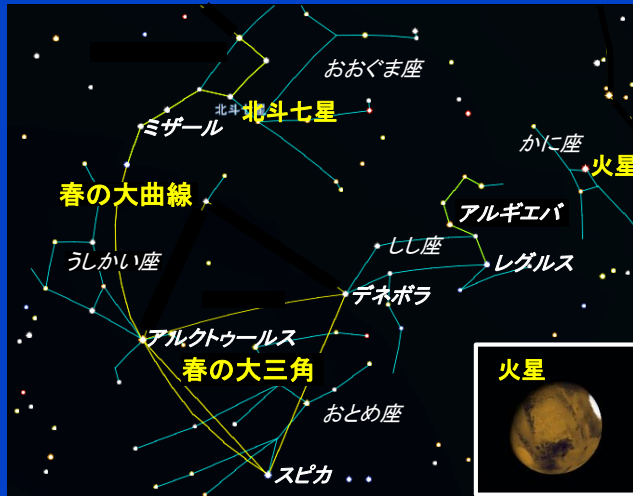 おおぐま座
北斗七星
北斗七星
ミザール
かに座
火星
春の大曲線
アルギエバ
しし座
うしかい座
レグルス
デネボラ
アルクトゥールス
春の大三角
火星
おとめ座
スピカ